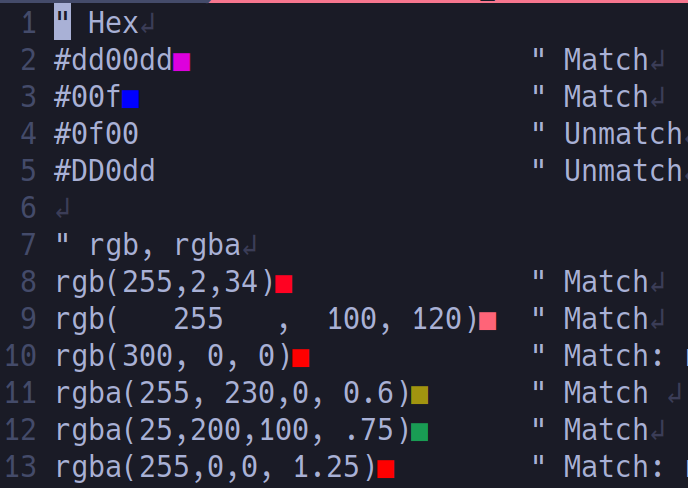 1 " Hex↲
2 #dd00dd■ " Match↲
3 #00f■ " Match↲
4 #0f00 " Unmatch
5 #DD0dd " Unmatch
6 ↲
7 " rgb, rgba↲
8 rgb(255,2,34)■ " Match↲
9 rgb(   255   ,  100, 120)■ " Match↲
10 rgb(300, 0, 0)■ " Match:
11 rgba(255, 230,0, 0.6)■ " Match ↲
12 rgba(25,200,100, .75)■ " Match↲
13 rgba(255,0,0, 1.25)■ " Match: